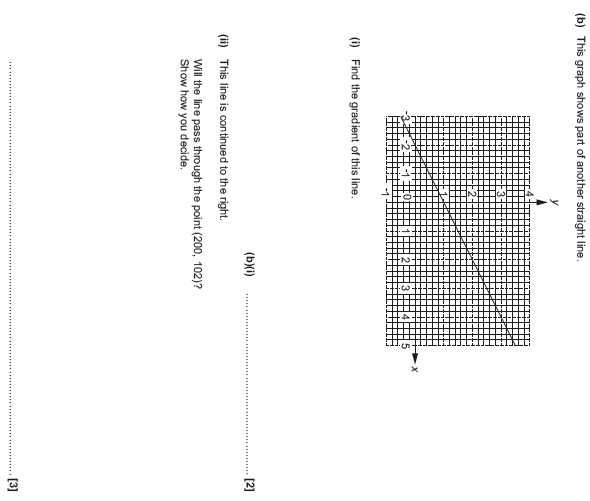 (b) This graph shows part of another straight line.
y
4
3
2
1
-3 -2 -1 0 1 2 3 4 5 x
-1
(i) Find the gradient of this line.
(b)(i) ........................................ [2]
(ii) This line is continued to the right.
Will the line pass through the point (200, 102)?
Show how you decide.
........................................................................ [3]